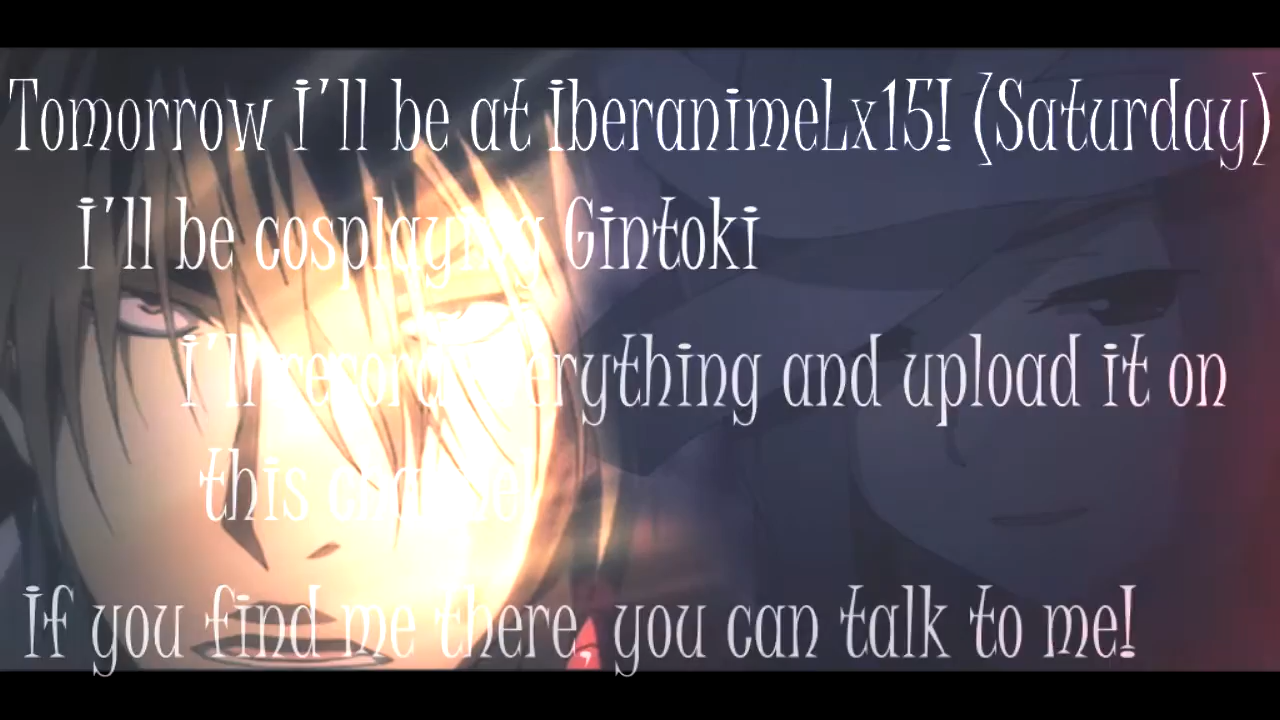 Tomorrow I'll be at IberanimeLx15! (Saturday)
I'll be cosplaying Gintoki
I'll record everything and upload it on
this channel
If you find me there, you can talk to me!